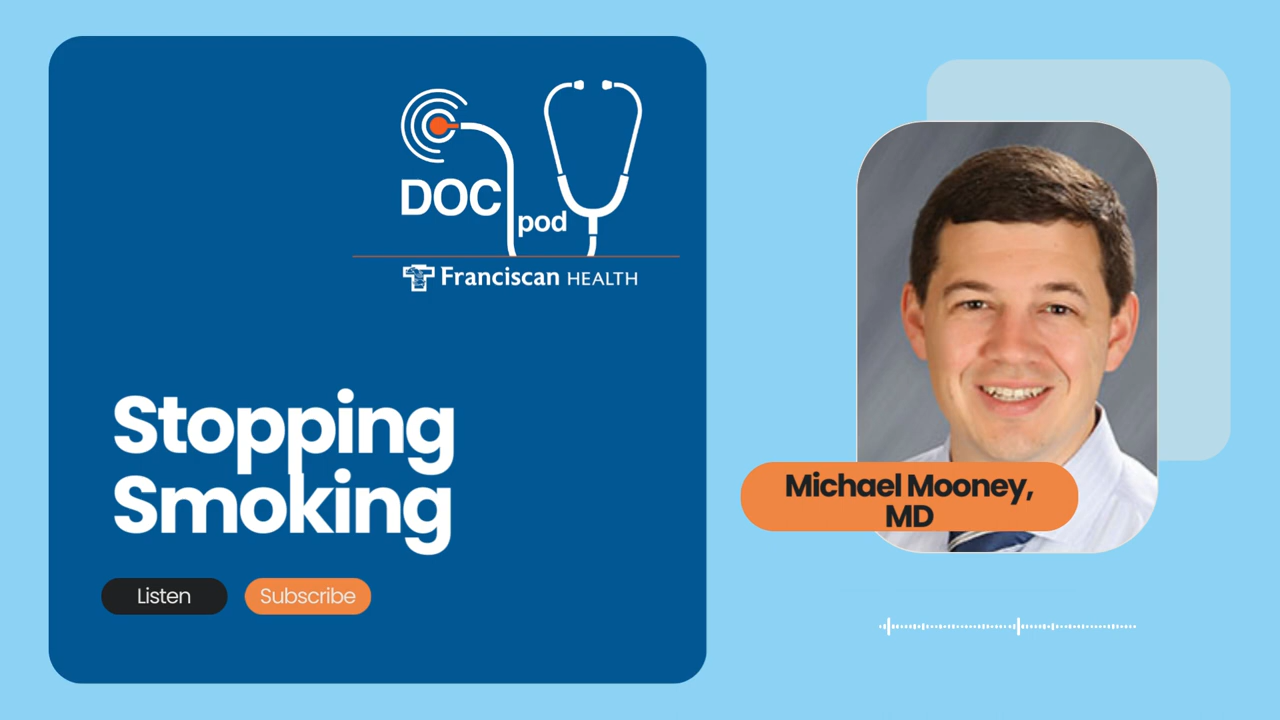 DOC
pod
Franciscan HEALTH
Stopping
Smoking
Listen
Subscribe
Michael Mooney,
MD